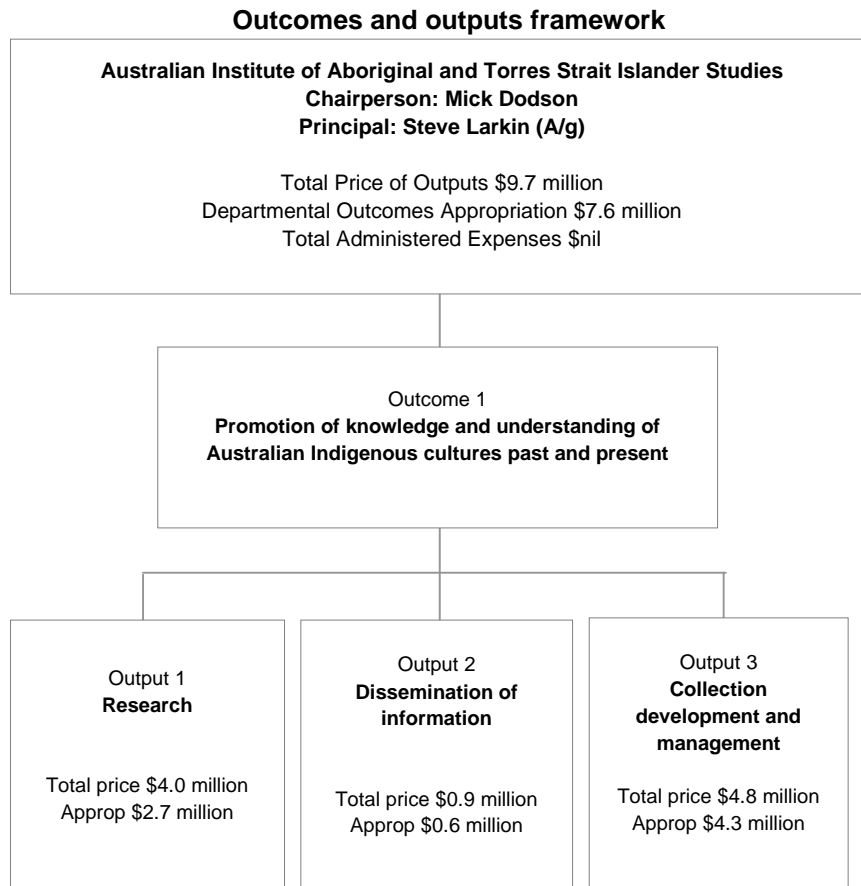 Outcomes and outputs framework
Australian Institute of Aboriginal and Torres Strait Islander Studies
Chairperson: Mick Dodson
Principal: Steve Larkin (A/g)
Total Price of Outputs $9.7 million
Departmental Outcomes Appropriation $7.6 million
Total Administered Expenses $nil
Outcome 1
Promotion of knowledge and understanding of
Australian Indigenous cultures past and present
Output 1
Research
Total price $4.0 million
Approp $2.7 million
Output 2
Dissemination of
information
Total price $0.9 million
Approp $0.6 million
Output 3
Collection
development and
management
Total price $4.8 million
Approp $4.3 million